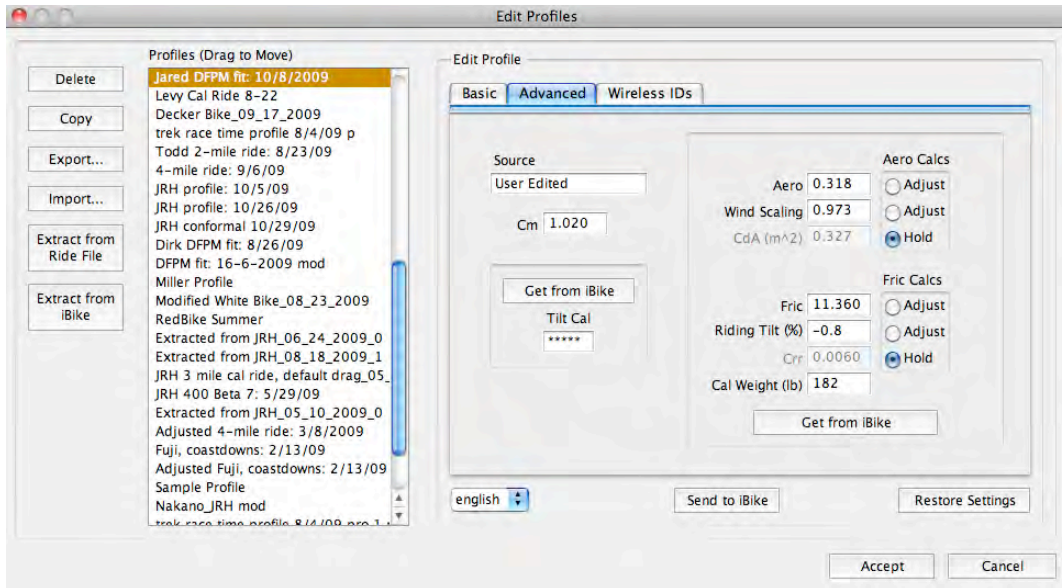 Edit Profiles
Profiles (Drag to Move)
Delete
Copy
Export...
Import...
Extract from
Ride File
Extract from
iBike
Jared DFPM fit: 10/8/2009
Levy Cal Ride 8-22
Decker Bike_09_17_2009
trek race time profile 8/4/09 p
Todd 2-mile ride: 8/23/09
4-mile ride: 9/6/09
JRH profile: 10/5/09
JRH profile: 10/26/09
JRH conformal 10/29/09
Dirk DFPM fit: 8/26/09
DFPM fit: 16-6-2009 mod
Miller Profile
Modified White Bike_08_23_2009
RedBike Summer
Extracted from JRH_06_24_2009_0
Extracted from JRH_08_18_2009_1
JRH 3 mile cal ride, default drag_05_
JRH 400 Beta 7: 5/29/09
Extracted from JRH_05_10_2009_0
Adjusted 4-mile ride: 3/8/2009
Fuji, coastdowns: 2/13/09
Adjusted Fuji, coastdowns: 2/13/09
Sample Profile
Nakano_JRH mod
trek race time profile 8/4/09 pro 1
Edit Profile
Basic Advanced Wireless IDs
Source
User Edited
Cm 1.020
Get from iBike
Tilt Cal
*****
Aero Calcs
Aero 0.318 Adjust
Wind Scaling 0.973 Adjust
CdA (m^2) 0.327 Hold
Fric Calcs
Fric 11.360 Adjust
Riding Tilt (%) -0.8 Adjust
Crr 0.0060 Hold
Cal Weight (lb) 182
Get from iBike
english
Send to iBike
Restore Settings
Accept
Cancel